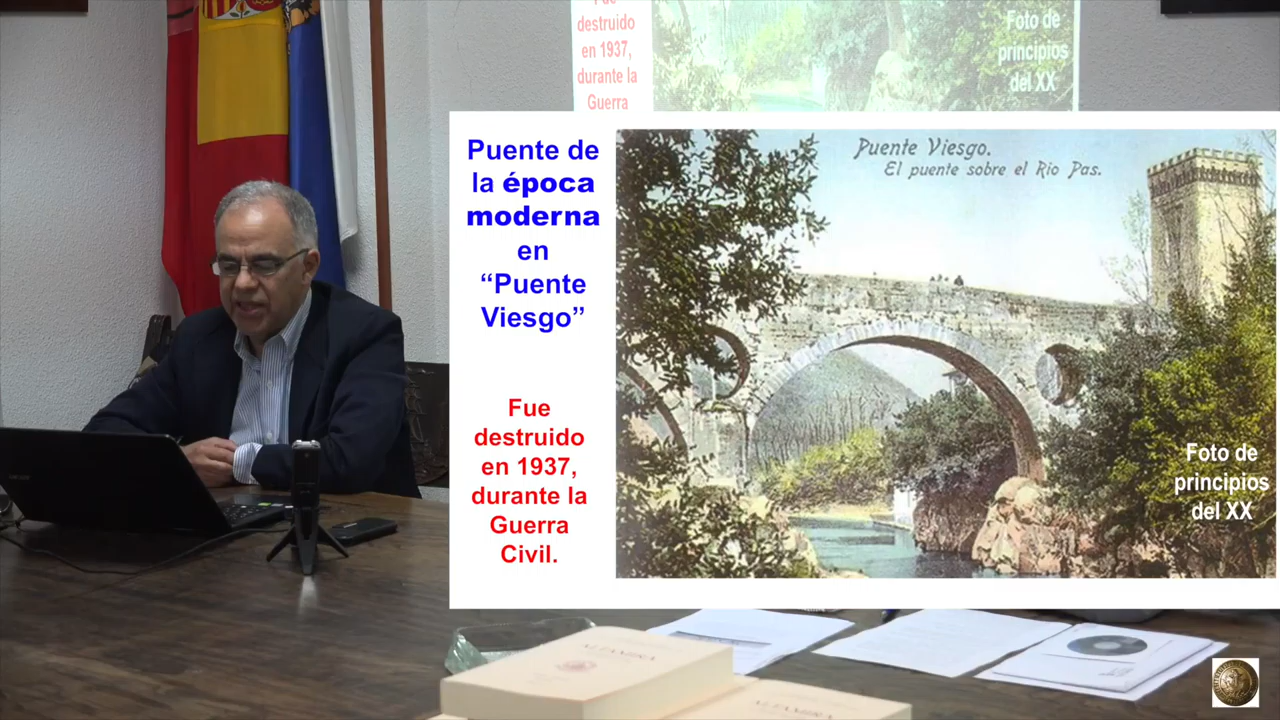 Fue
destruido
en 1937,
durante la
Guerra
Foto de
principios
del XX
Puente de
la época
moderna
en
“Puente
Viesgo”
Fue
destruido
en 1937,
durante la
Guerra
Civil.
Puente Viesgo.
El puente sobre el Rio Pas.
Foto de
principios
del XX
ALTAMIRA
ALTAMIRA